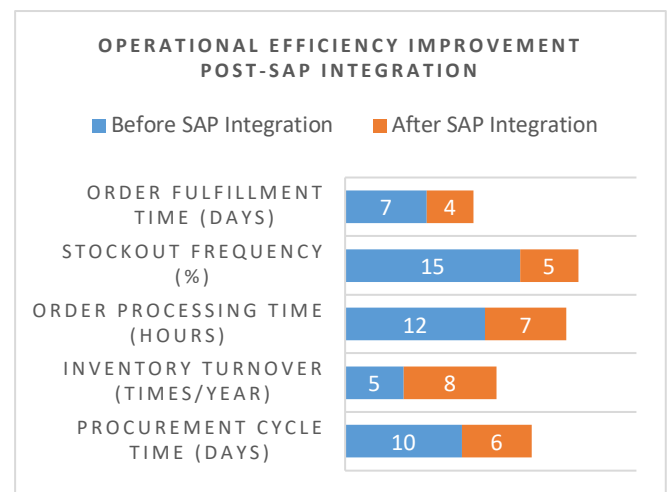 OPERATIONAL EFFICIENCY IMPROVEMENT
POST-SAP INTEGRATION
Before SAP Integration After SAP Integration
ORDER FULFILLMENT
TIME (DAYS)
7 4
STOCKOUT FREQUENCY
(%)
15 5
ORDER PROCESSING TIME
(HOURS)
12 7
INVENTORY TURNOVER
(TIMES/YEAR)
5 8
PROCUREMENT CYCLE
TIME (DAYS)
10 6